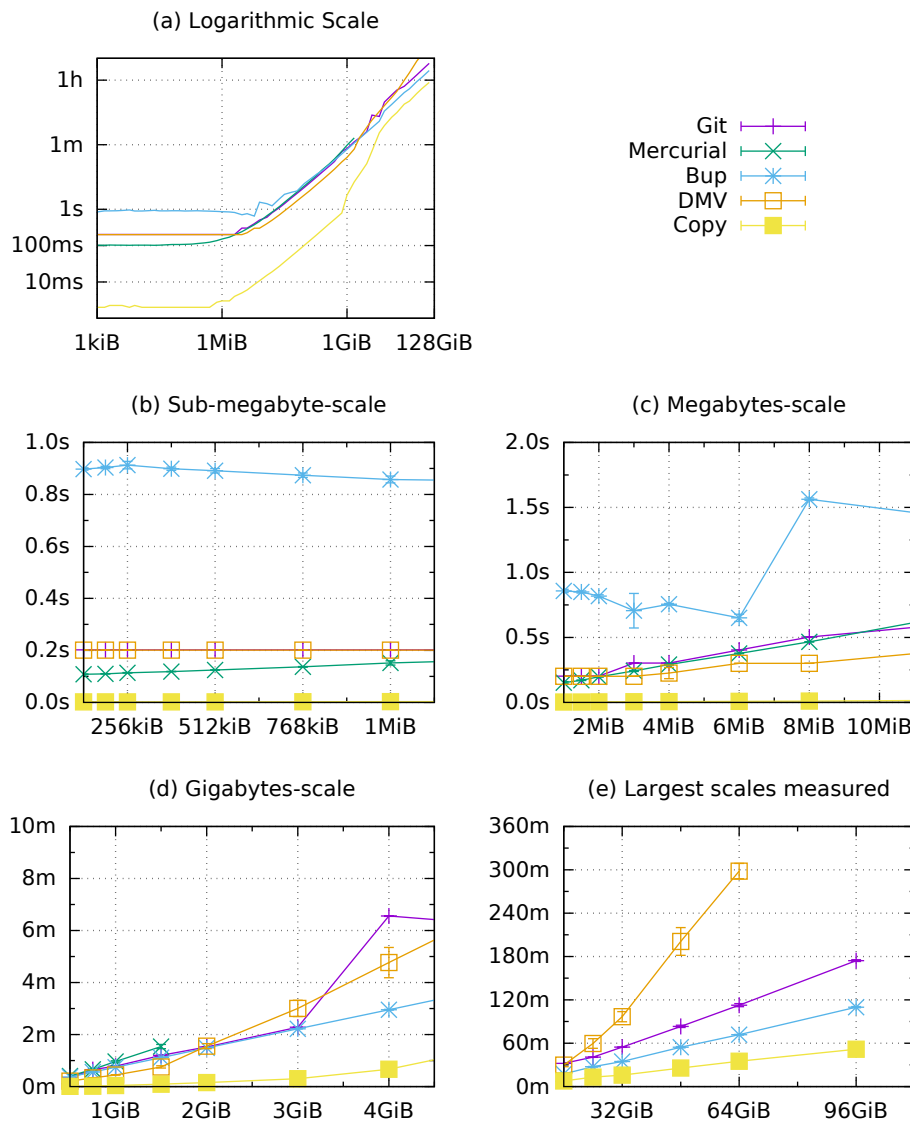 (a) Logarithmic Scale
1h
1m
1s
100ms
10ms
1kiB 1MiB 1GiB 128GiB
Git
Mercurial
Bup
DMV
Copy
(b) Sub-megabyte-scale
1.0s
0.8s
0.6s
0.4s
0.2s
0.0s
256kiB 512kiB 768kiB 1MiB
(c) Megabytes-scale
2.0s
1.5s
1.0s
0.5s
0.0s
2MiB 4MiB 6MiB 8MiB 10MiB
(d) Gigabytes-scale
10m
8m
6m
4m
2m
0m
1GiB 2GiB 3GiB 4GiB
(e) Largest scales measured
360m
300m
240m
180m
120m
60m
0m
32GiB 64GiB 96GiB